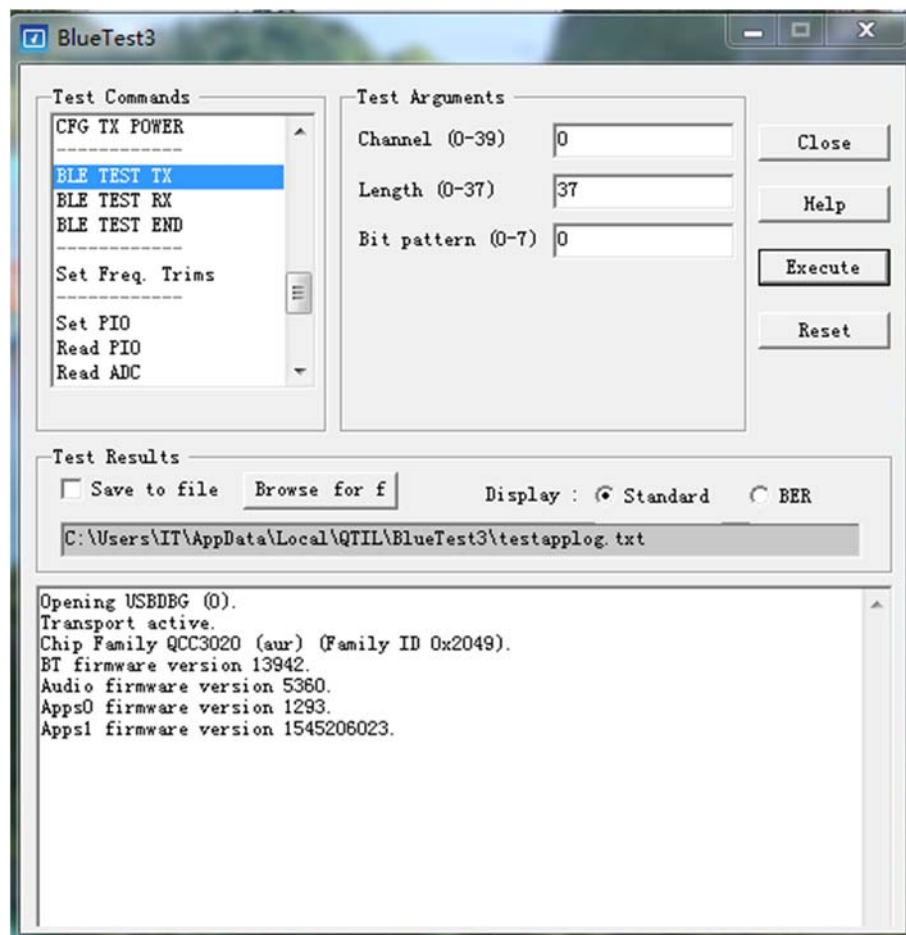 BlueTest3
Test Commands
CFG TX POWER
------------
BLE TEST TX
BLE TEST RX
BLE TEST END
------------
Set Freq. Trims
------------
Set PIO
Read PIO
Read ADC
Test Arguments
Channel (0-39) 0
Length (0-37) 37
Bit pattern (0-7) 0
Close
Help
Execute
Reset
Test Results
Save to file Browse for f Display : Standard BER
C:\Users\IT\AppData\Local\QTIL\BlueTest3\testapplog.txt
Opening USBDBG (0).
Transport active.
Chip Family QCC3020 (aur) (Family ID 0x2049).
BT firmware version 13942.
Audio firmware version 5360.
Apps0 firmware version 1293.
Apps1 firmware version 1545206023.